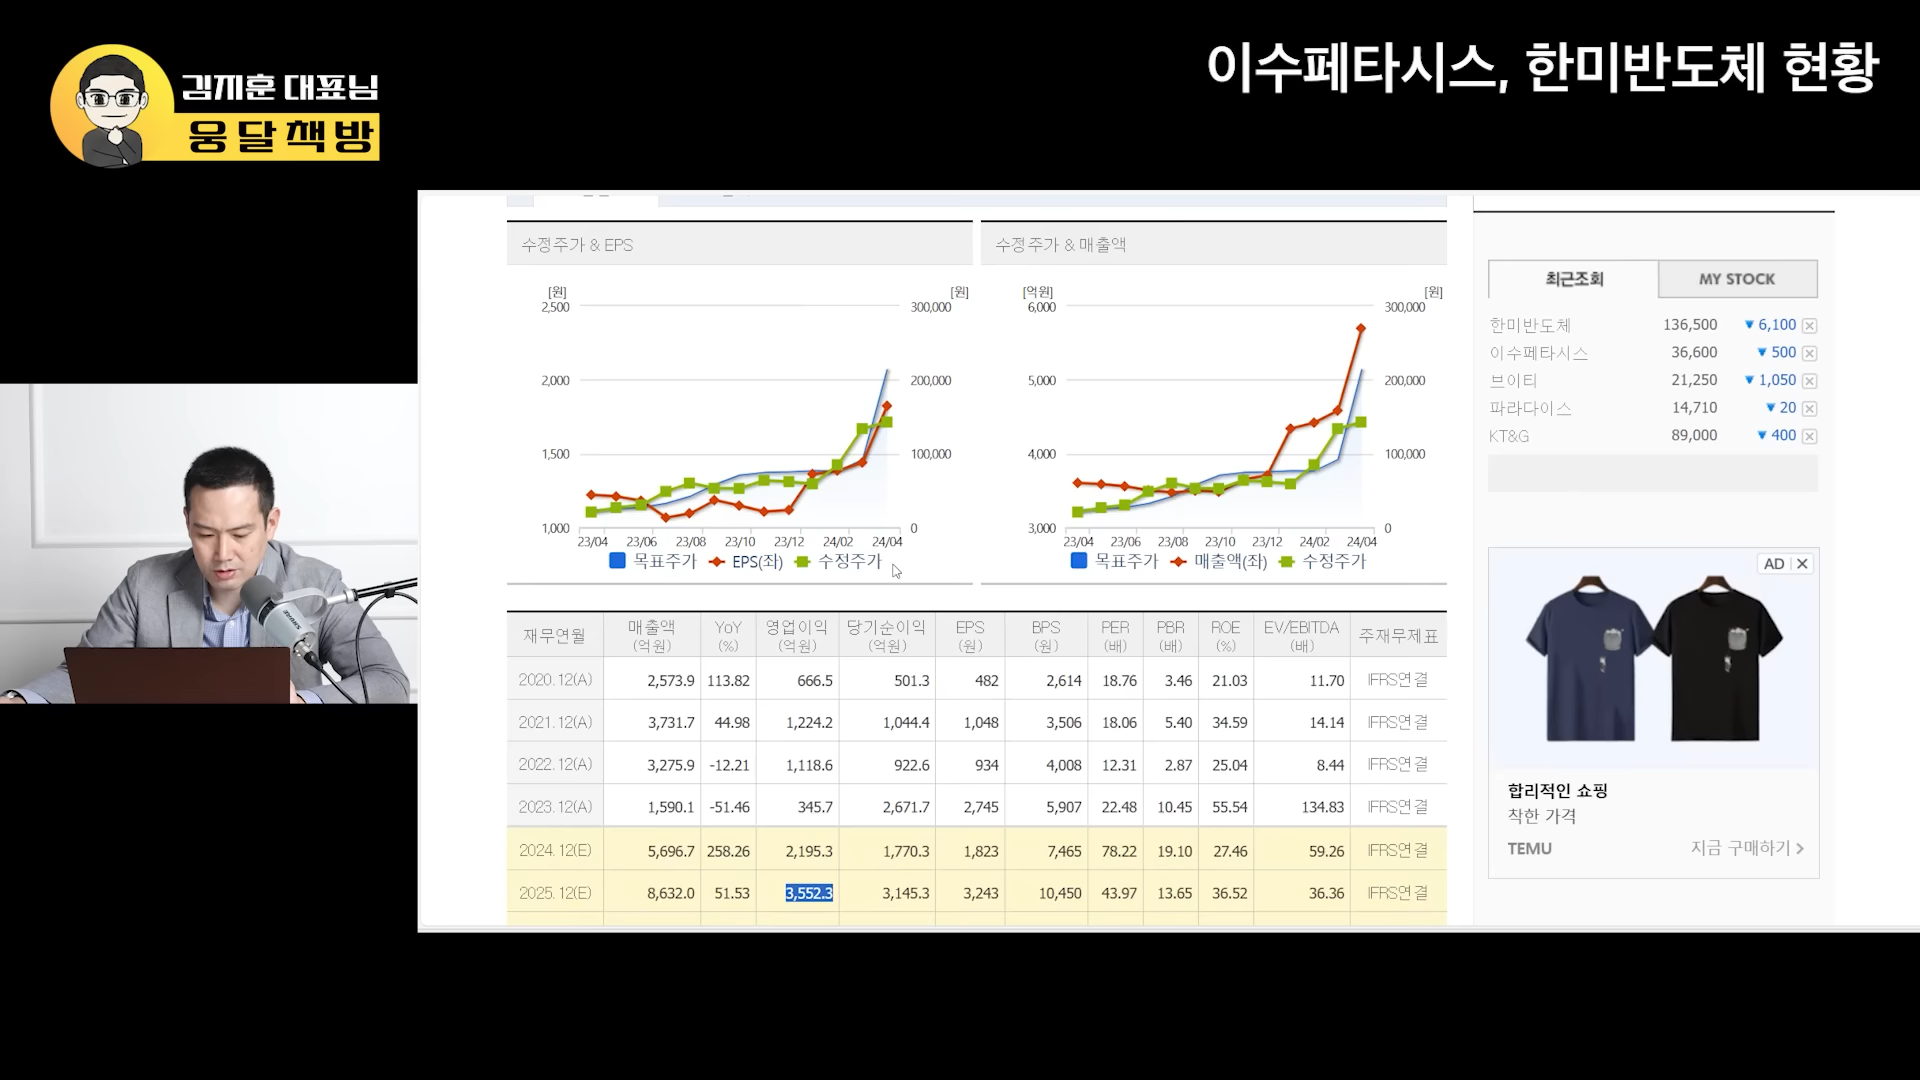 김지훈 대표님
웅달책방
이수페타시스, 한미반도체 현황
수정주가 & EPS
수정주가 & 매출액
[원]
[원]
2,500
300,000
2,000
200,000
1,500
100,000
1,000
0
23/04 23/06 23/08 23/10 23/12 24/02 24/04
목표주가 EPS(좌) 수정주가
[억원]
[원]
6,000
300,000
5,000
200,000
4,000
100,000
3,000
0
23/04 23/06 23/08 23/10 23/12 24/02 24/04
목표주가 매출액(좌) 수정주가
재무연월 매출액 (억원) YoY (%) 영업이익 (억원) 당기순이익 (억원) EPS (원) BPS (원) PER (배) PBR (배) ROE (%) EV/EBITDA (배) 주재무제표
2020.12(A) 2,573.9 113.82 666.5 501.3 482 2,614 18.76 3.46 21.03 11.70 IFRS연결
2021.12(A) 3,731.7 44.98 1,224.2 1,044.4 1,048 3,506 18.06 5.40 34.59 14.14 IFRS연결
2022.12(A) 3,275.9 -12.21 1,118.6 922.6 934 4,008 12.31 2.87 25.04 8.44 IFRS연결
2023.12(A) 1,590.1 -51.46 345.7 2,671.7 2,745 5,907 22.48 10.45 55.54 134.83 IFRS연결
2024.12(E) 5,696.7 258.26 2,195.3 1,770.3 1,823 7,465 78.22 19.10 27.46 59.26 IFRS연결
2025.12(E) 8,632.0 51.53 3,552.3 3,145.3 3,243 10,450 43.97 13.65 36.52 36.36 IFRS연결
최근조회 MY STOCK
한미반도체 136,500 ▼ 6,100
이수페타시스 36,600 ▼ 500
브이티 21,250 ▼ 1,050
파라다이스 14,710 ▼ 20
KT&G 89,000 ▼ 400
AD
합리적인 쇼핑
착한 가격
TEMU 지금 구매하기 >